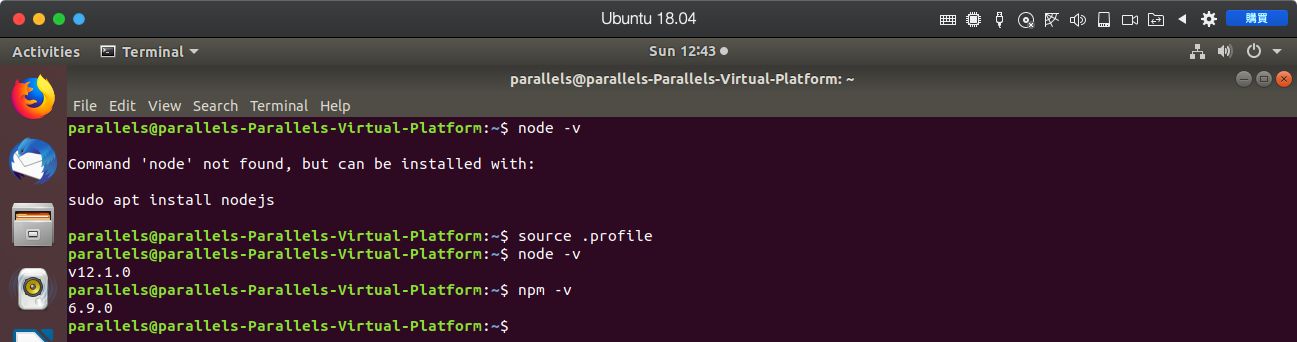 Ubuntu 18.04
購買
Activities
Terminal
Sun 12:43
parallels@parallels-Parallels-Virtual-Platform: ~
File Edit View Search Terminal Help
parallels@parallels-Parallels-Virtual-Platform:~$ node -v
Command 'node' not found, but can be installed with:
sudo apt install nodejs
parallels@parallels-Parallels-Virtual-Platform:~$ source .profile
parallels@parallels-Parallels-Virtual-Platform:~$ node -v
v12.1.0
parallels@parallels-Parallels-Virtual-Platform:~$ npm -v
6.9.0
parallels@parallels-Parallels-Virtual-Platform:~$